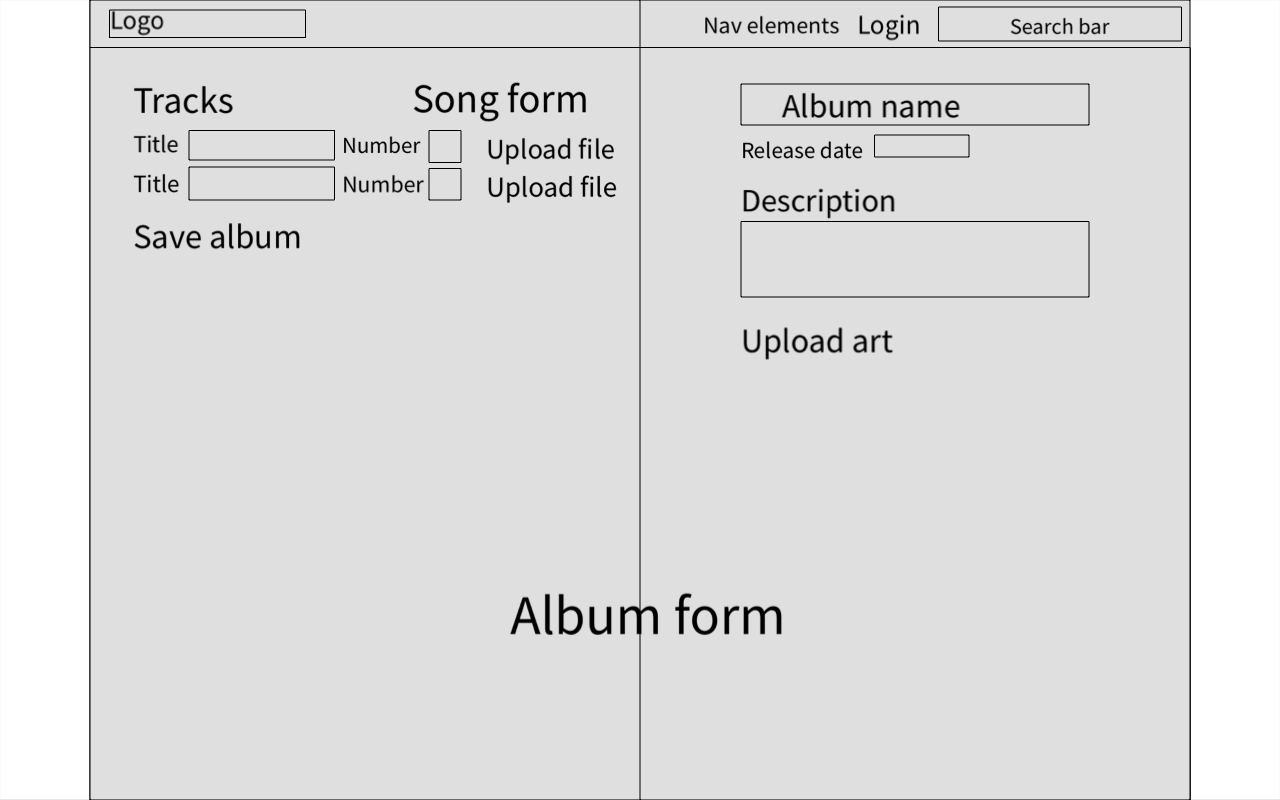 Logo
Nav elements
Login
Search bar
Tracks
Song form
Title
Number
Upload file
Title
Number
Upload file
Save album
Album name
Release date
Description
Upload art
Album form